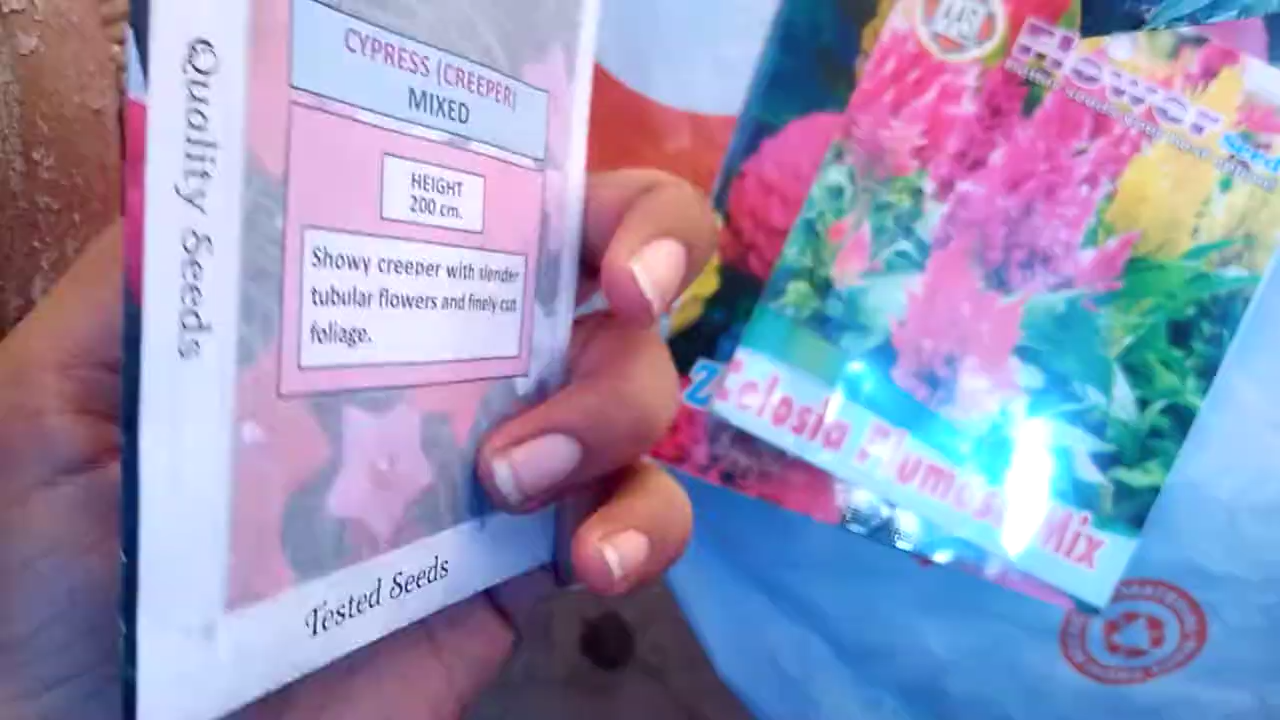 Quality Seeds
CYPRESS (CREEPER)
MIXED
HEIGHT
200 cm.
Showy creeper with slender
tubular flowers and finely cut
foliage.
Tested Seeds
Flower
Seed
Z
Celosia Plumosa Mix